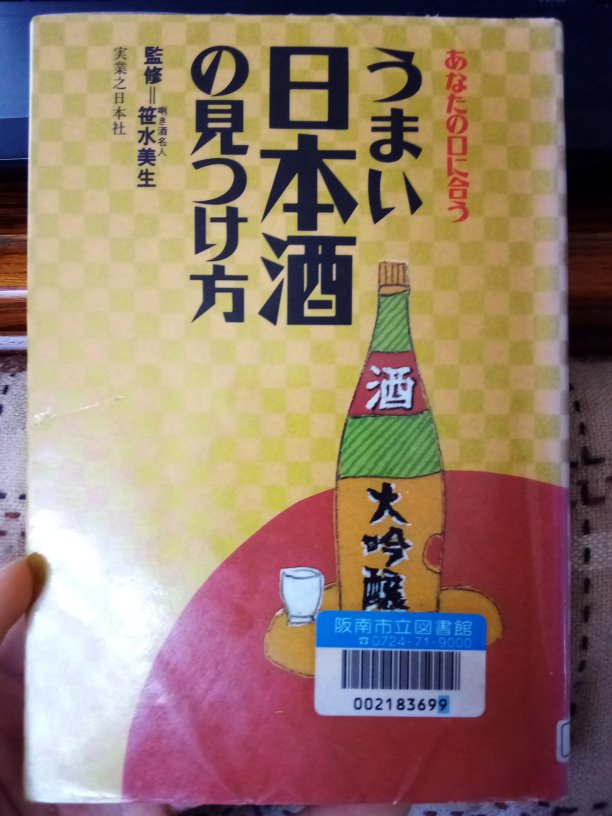 あなたの口に合う
うまい
日本酒
の見つけ方
唎き酒名人
監修＝笹水美生
実業之日本社
酒
大吟醸
阪南市立図書館
☎0724-71-9000
002183699